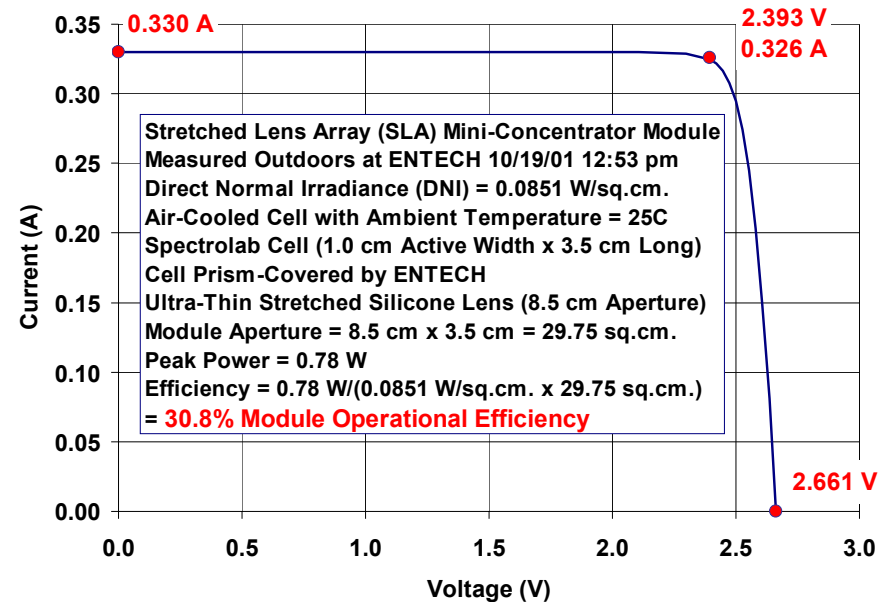 0.35
0.330 A
2.393 V
0.326 A
0.30
0.25
0.20
0.15
0.10
0.05
0.00
Current (A)
Stretched Lens Array (SLA) Mini-Concentrator Module
Measured Outdoors at ENTECH 10/19/01 12:53 pm
Direct Normal Irradiance (DNI) = 0.0851 W/sq.cm.
Air-Cooled Cell with Ambient Temperature = 25C
Spectrolab Cell (1.0 cm Active Width x 3.5 cm Long)
Cell Prism-Covered by ENTECH
Ultra-Thin Stretched Silicone Lens (8.5 cm Aperture)
Module Aperture = 8.5 cm x 3.5 cm = 29.75 sq.cm.
Peak Power = 0.78 W
Efficiency = 0.78 W/(0.0851 W/sq.cm. x 29.75 sq.cm.)
= 30.8% Module Operational Efficiency
2.661 V
0.0 0.5 1.0 1.5 2.0 2.5 3.0
Voltage (V)